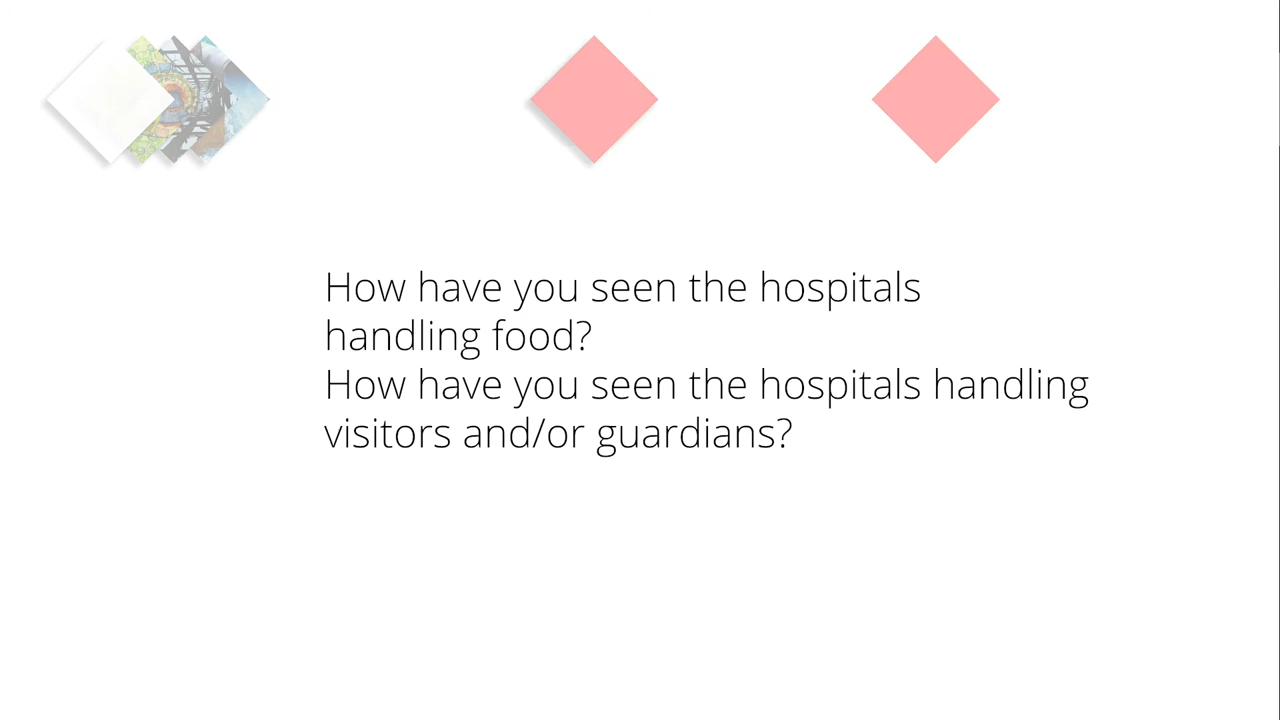 How have you seen the hospitals
handling food?
How have you seen the hospitals handling
visitors and/or guardians?